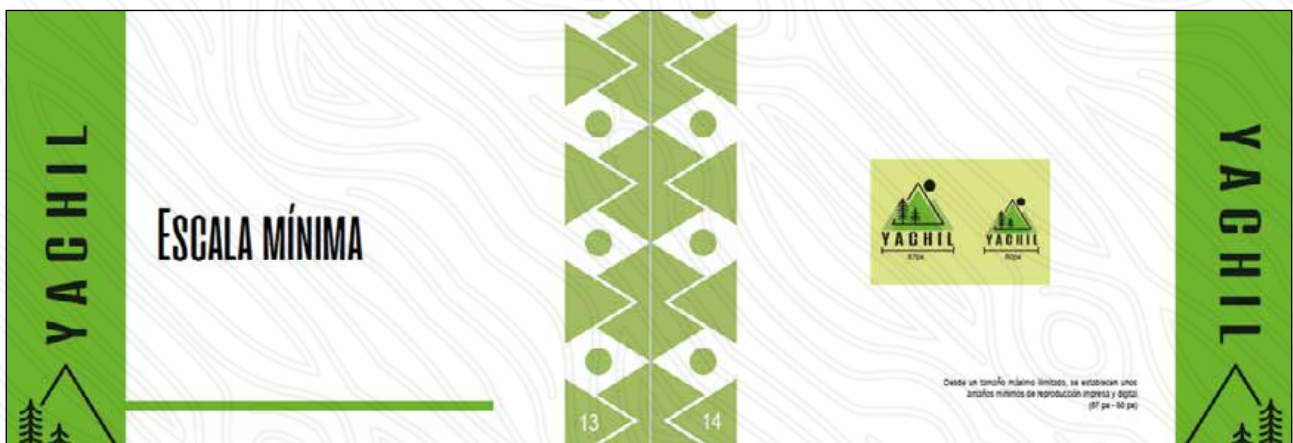 YACHIL
ESCALA MÍNIMA
13
14
YACHIL
87px
YACHIL
60px
Desde un tamaño máximo ilimitado, se establecen unos
amaños mínimos de reproducción impresa y digital
(87 px - 60 px)
YACHIL